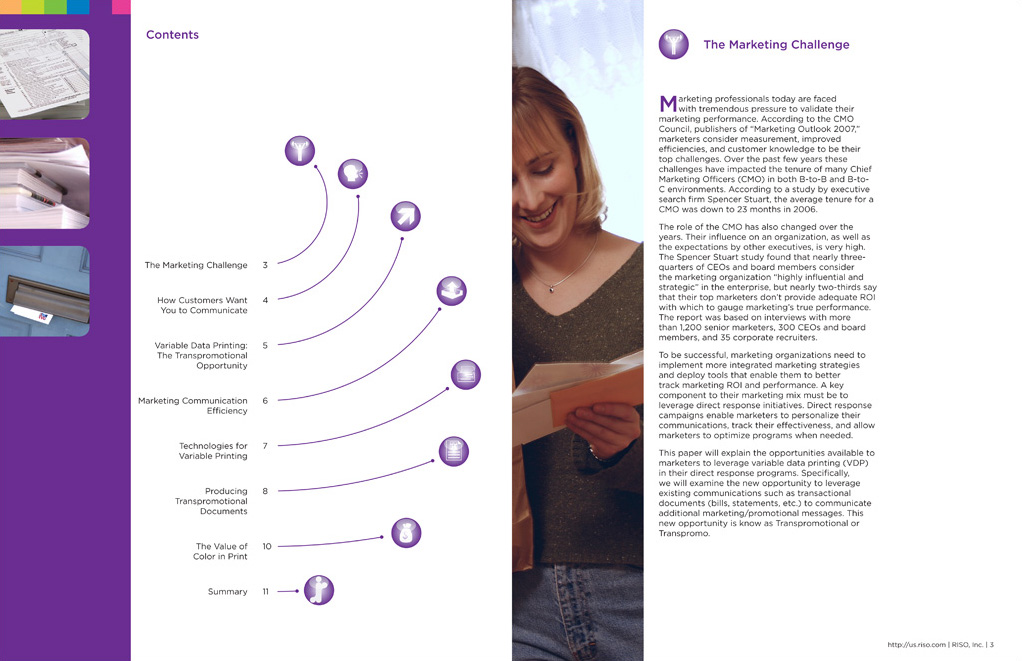 Contents
The Marketing Challenge 3
How Customers Want
You to Communicate 4
Variable Data Printing: 5
The Transpromotional
Opportunity
Marketing Communication 6
Efficiency
Technologies for 7
Variable Printing
Producing 8
Transpromotional
Documents
The Value of 10
Color in Print
Summary 11
The Marketing Challenge
Marketing professionals today are faced
with tremendous pressure to validate their
marketing performance. According to the CMO
Council, publishers of “Marketing Outlook 2007,”
marketers consider measurement, improved
efficiencies, and customer knowledge to be their
top challenges. Over the past few years these
challenges have impacted the tenure of many Chief
Marketing Officers (CMO) in both B-to-B and B-to-
C environments. According to a study by executive
search firm Spencer Stuart, the average tenure for a
CMO was down to 23 months in 2006.
The role of the CMO has also changed over the
years. Their influence on an organization, as well as
the expectations by other executives, is very high.
The Spencer Stuart study found that nearly three-
quarters of CEOs and board members consider
the marketing organization “highly influential and
strategic” in the enterprise, but nearly two-thirds say
that their top marketers don’t provide adequate ROI
with which to gauge marketing’s true performance.
The report was based on interviews with more
than 1,200 senior marketers, 300 CEOs and board
members, and 35 corporate recruiters.
To be successful, marketing organizations need to
implement more integrated marketing strategies
and deploy tools that enable them to better
track marketing ROI and performance. A key
component to their marketing mix must be to
leverage direct response initiatives. Direct response
campaigns enable marketers to personalize their
communications, track their effectiveness, and allow
marketers to optimize programs when needed.
This paper will explain the opportunities available to
marketers to leverage variable data printing (VDP)
in their direct response programs. Specifically,
we will examine the new opportunity to leverage
existing communications such as transactional
documents (bills, statements, etc.) to communicate
additional marketing/promotional messages. This
new opportunity is know as Transpromotional or
Transpromo.
http://us.riso.com | RISO, Inc. | 3